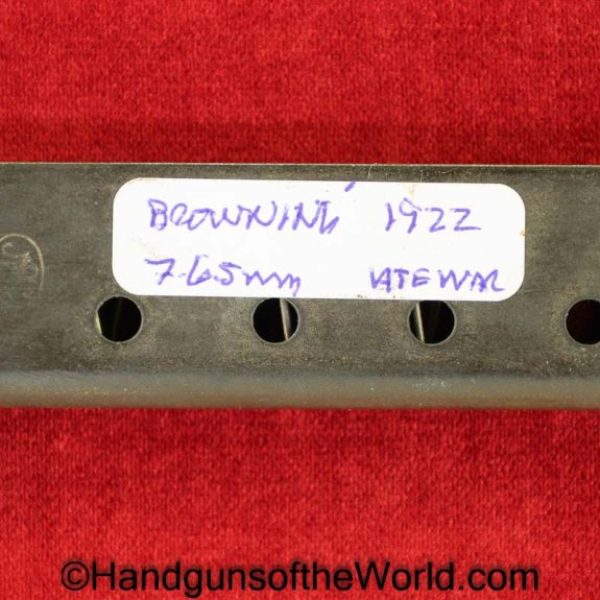 BROWNING 1922
7.65mm LATE WAR
©HandgunsoftheWorld.com